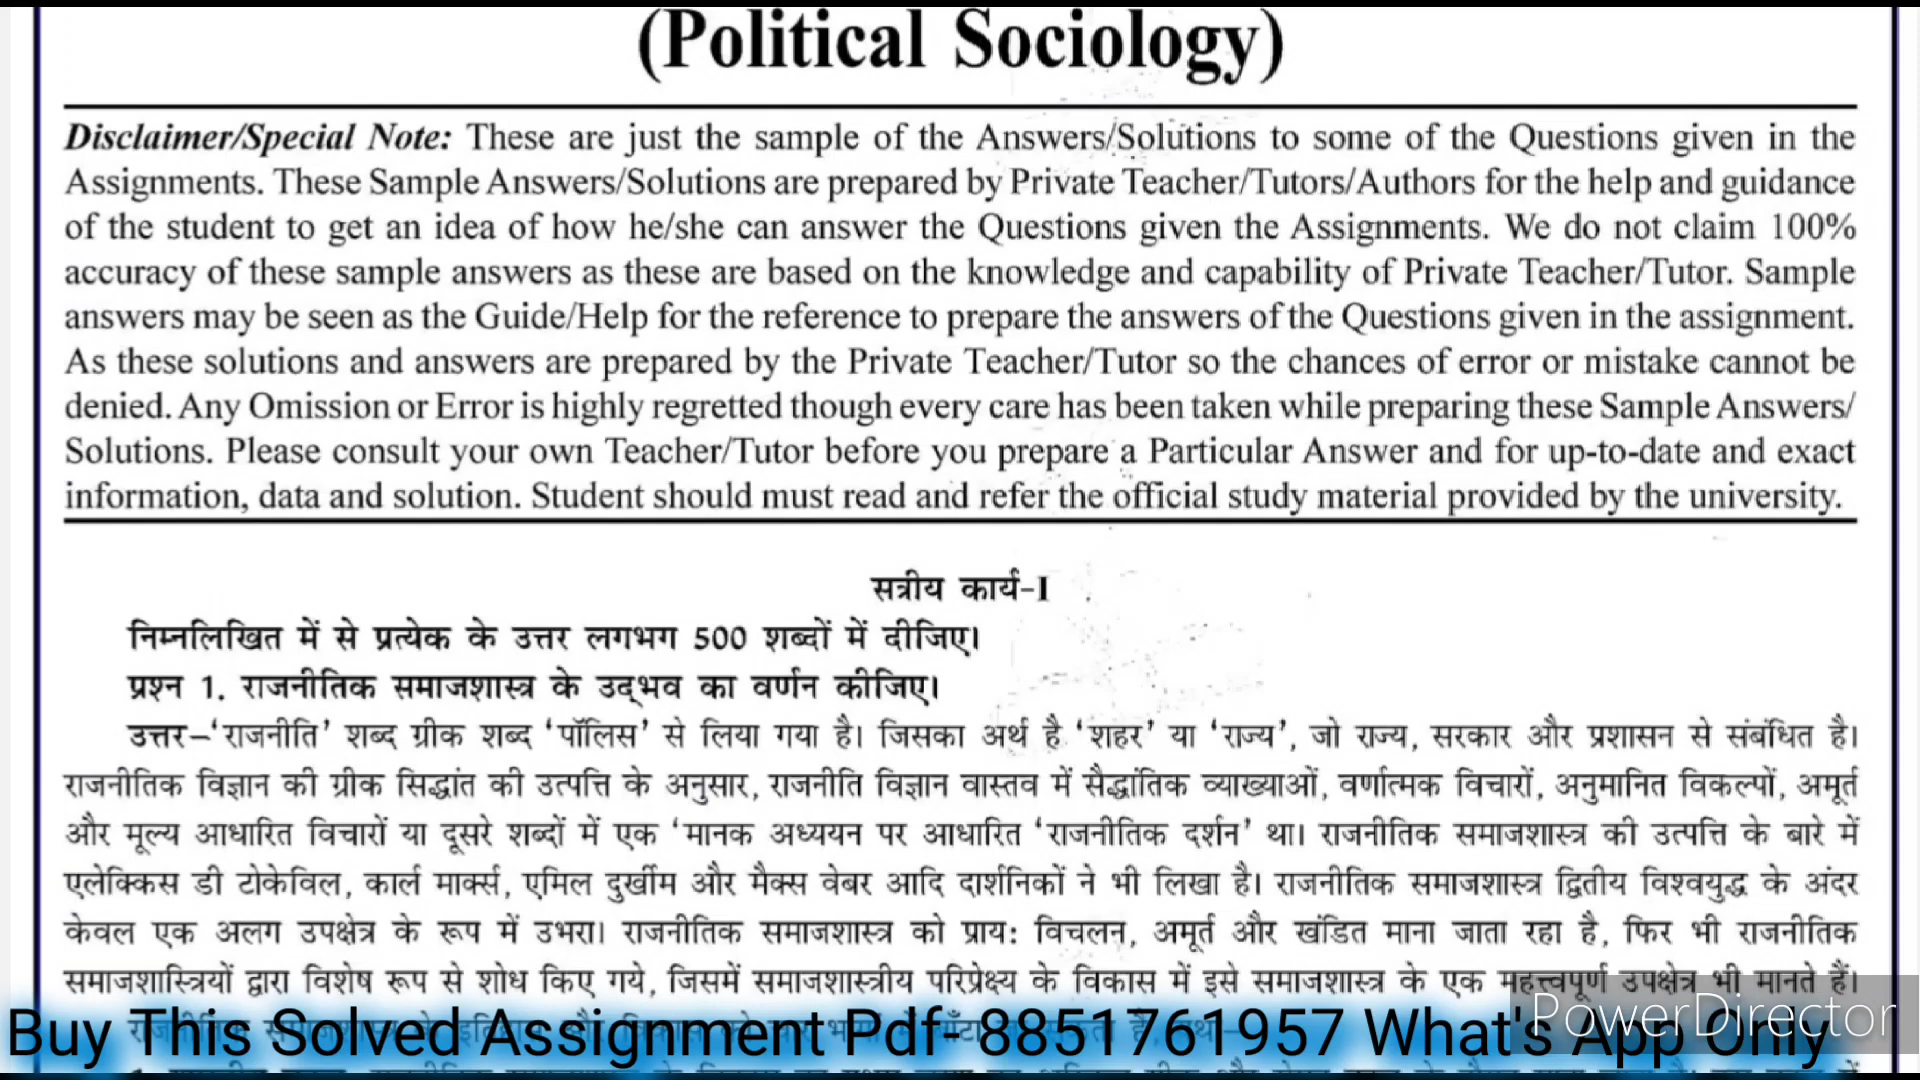 (Political Sociology)
Disclaimer/Special Note: These are just the sample of the Answers/Solutions to some of the Questions given in the
Assignments. These Sample Answers/Solutions are prepared by Private Teacher/Tutors/Authors for the help and guidance
of the student to get an idea of how he/she can answer the Questions given the Assignments. We do not claim 100%
accuracy of these sample answers as these are based on the knowledge and capability of Private Teacher/Tutor. Sample
answers may be seen as the Guide/Help for the reference to prepare the answers of the Questions given in the assignment.
As these solutions and answers are prepared by the Private Teacher/Tutor so the chances of error or mistake cannot be
denied. Any Omission or Error is highly regretted though every care has been taken while preparing these Sample Answers/
Solutions. Please consult your own Teacher/Tutor before you prepare a Particular Answer and for up-to-date and exact
information, data and solution. Student should must read and refer the official study material provided by the university.
सत्रीय कार्य-I
निम्नलिखित में से प्रत्येक के उत्तर लगभग 500 शब्दों में दीजिए।
प्रश्न 1. राजनीतिक समाजशास्त्र के उद्‌भव का वर्णन कीजिए।
उत्तर–‘राजनीति’ शब्द ग्रीक शब्द ‘पॉलिस’ से लिया गया है। जिसका अर्थ है ‘शहर’ या ‘राज्य’, जो राज्य, सरकार और प्रशासन से संबंधित है।
राजनीतिक विज्ञान की ग्रीक सिद्धांत की उत्पत्ति के अनुसार, राजनीति विज्ञान वास्तव में सैद्धांतिक व्याख्याओं, वर्णात्मक विचारों, अनुमानित विकल्पों, अमूर्त
और मूल्य आधारित विचारों या दूसरे शब्दों में एक ‘मानक अध्ययन पर आधारित ‘राजनीतिक दर्शन’ था। राजनीतिक समाजशास्त्र की उत्पत्ति के बारे में
एलेक्किस डी टोकेविल, कार्ल मार्क्स, एमिल दुर्खीम और मैक्स वेबर आदि दार्शनिकों ने भी लिखा है। राजनीतिक समाजशास्त्र द्वितीय विश्वयुद्ध के अंदर
केवल एक अलग उपक्षेत्र के रूप में उभरा। राजनीतिक समाजशास्त्र को प्राय: विचलन, अमूर्त और खंडित माना जाता रहा है, फिर भी राजनीतिक
समाजशास्त्रियों द्वारा विशेष रूप से शोध किए गये, जिसमें समाजशास्त्रीय परिप्रेक्ष्य के विकास में इसे समाजशास्त्र के एक महत्त्वपूर्ण उपक्षेत्र भी मानते हैं।
Buy This Solved Assignment Pdf- 8851761957 What's App Only
PowerDirector